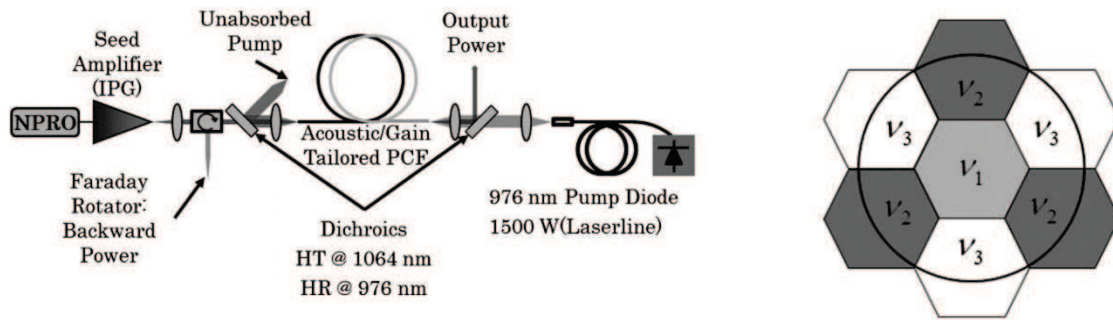 Seed
Amplifier
(IPG)
NPRO
Unabsorbed
Pump
Output
Power
Acoustic/Gain
Tailored PCF
Faraday
Rotator:
Backward
Power
Dichroics
HT @ 1064 nm
HR @ 976 nm
976 nm Pump Diode
1500 W(Laserline)
ν2
ν3
ν3
ν1
ν2
ν2
ν3